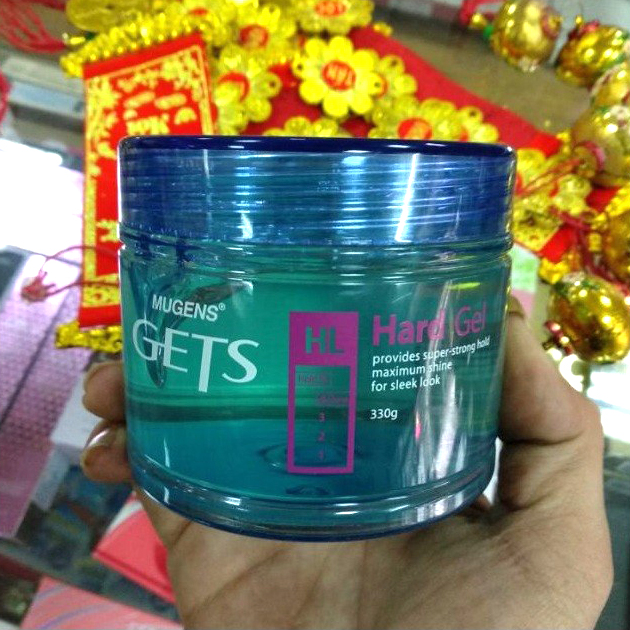 MUGENS®
GETS
HL
3
2
1
Hard Gel
provides super-strong hold
maximum shine
for sleek look
330g